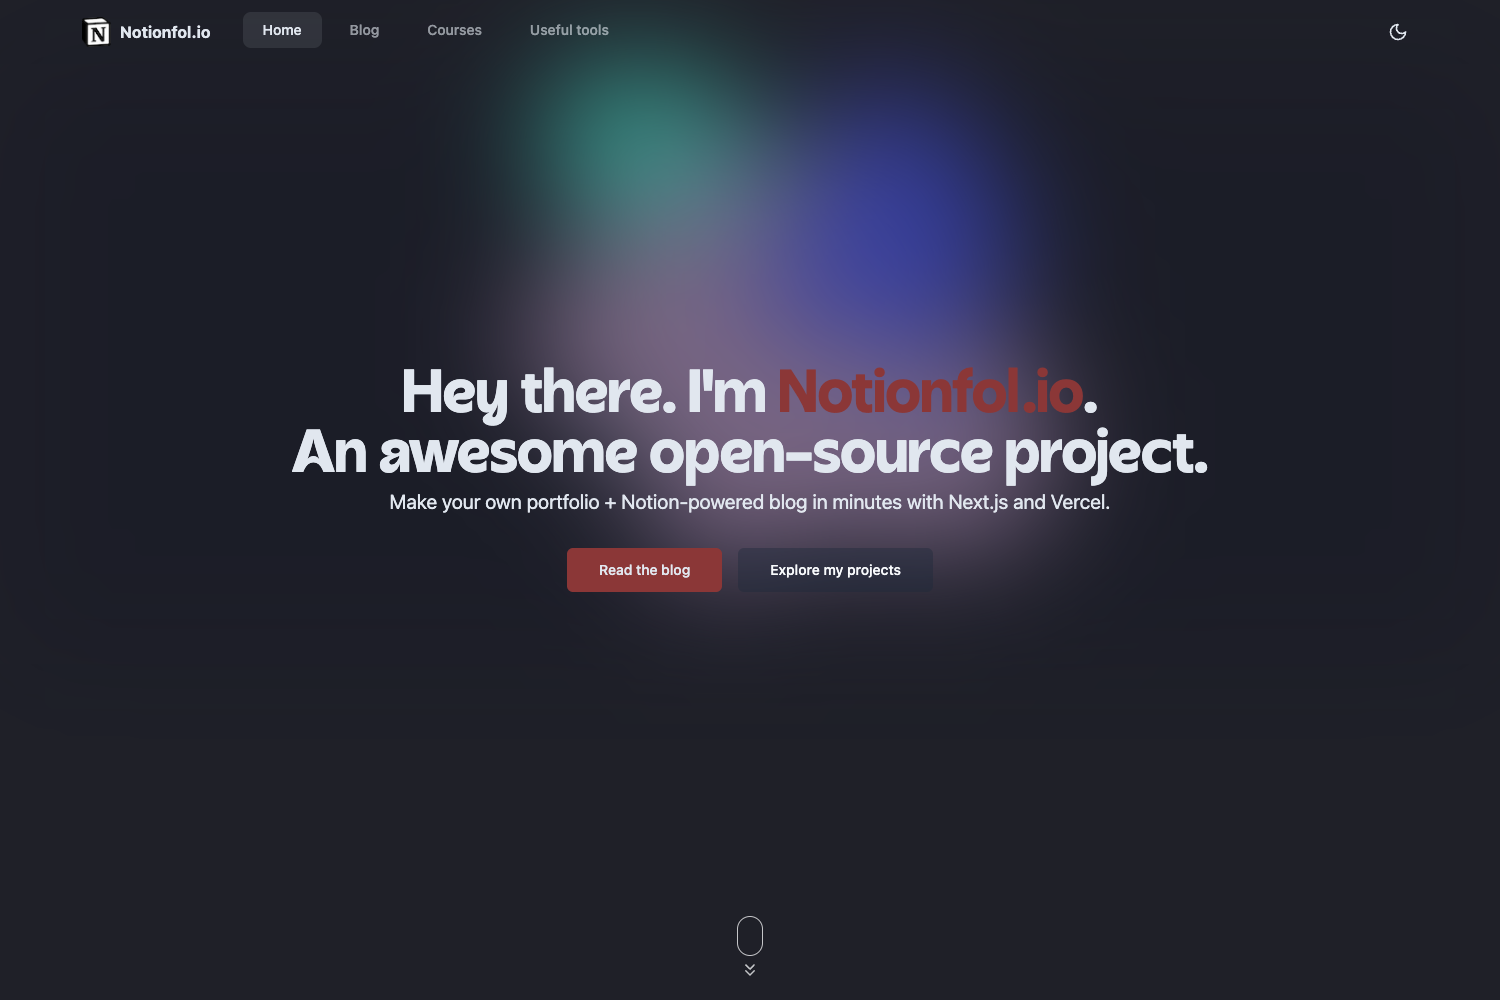 Notionfol.io
Home
Blog
Courses
Useful tools
Hey there. I'm Notionfol.io.
An awesome open-source project.
Make your own portfolio + Notion-powered blog in minutes with Next.js and Vercel.
Read the blog
Explore my projects